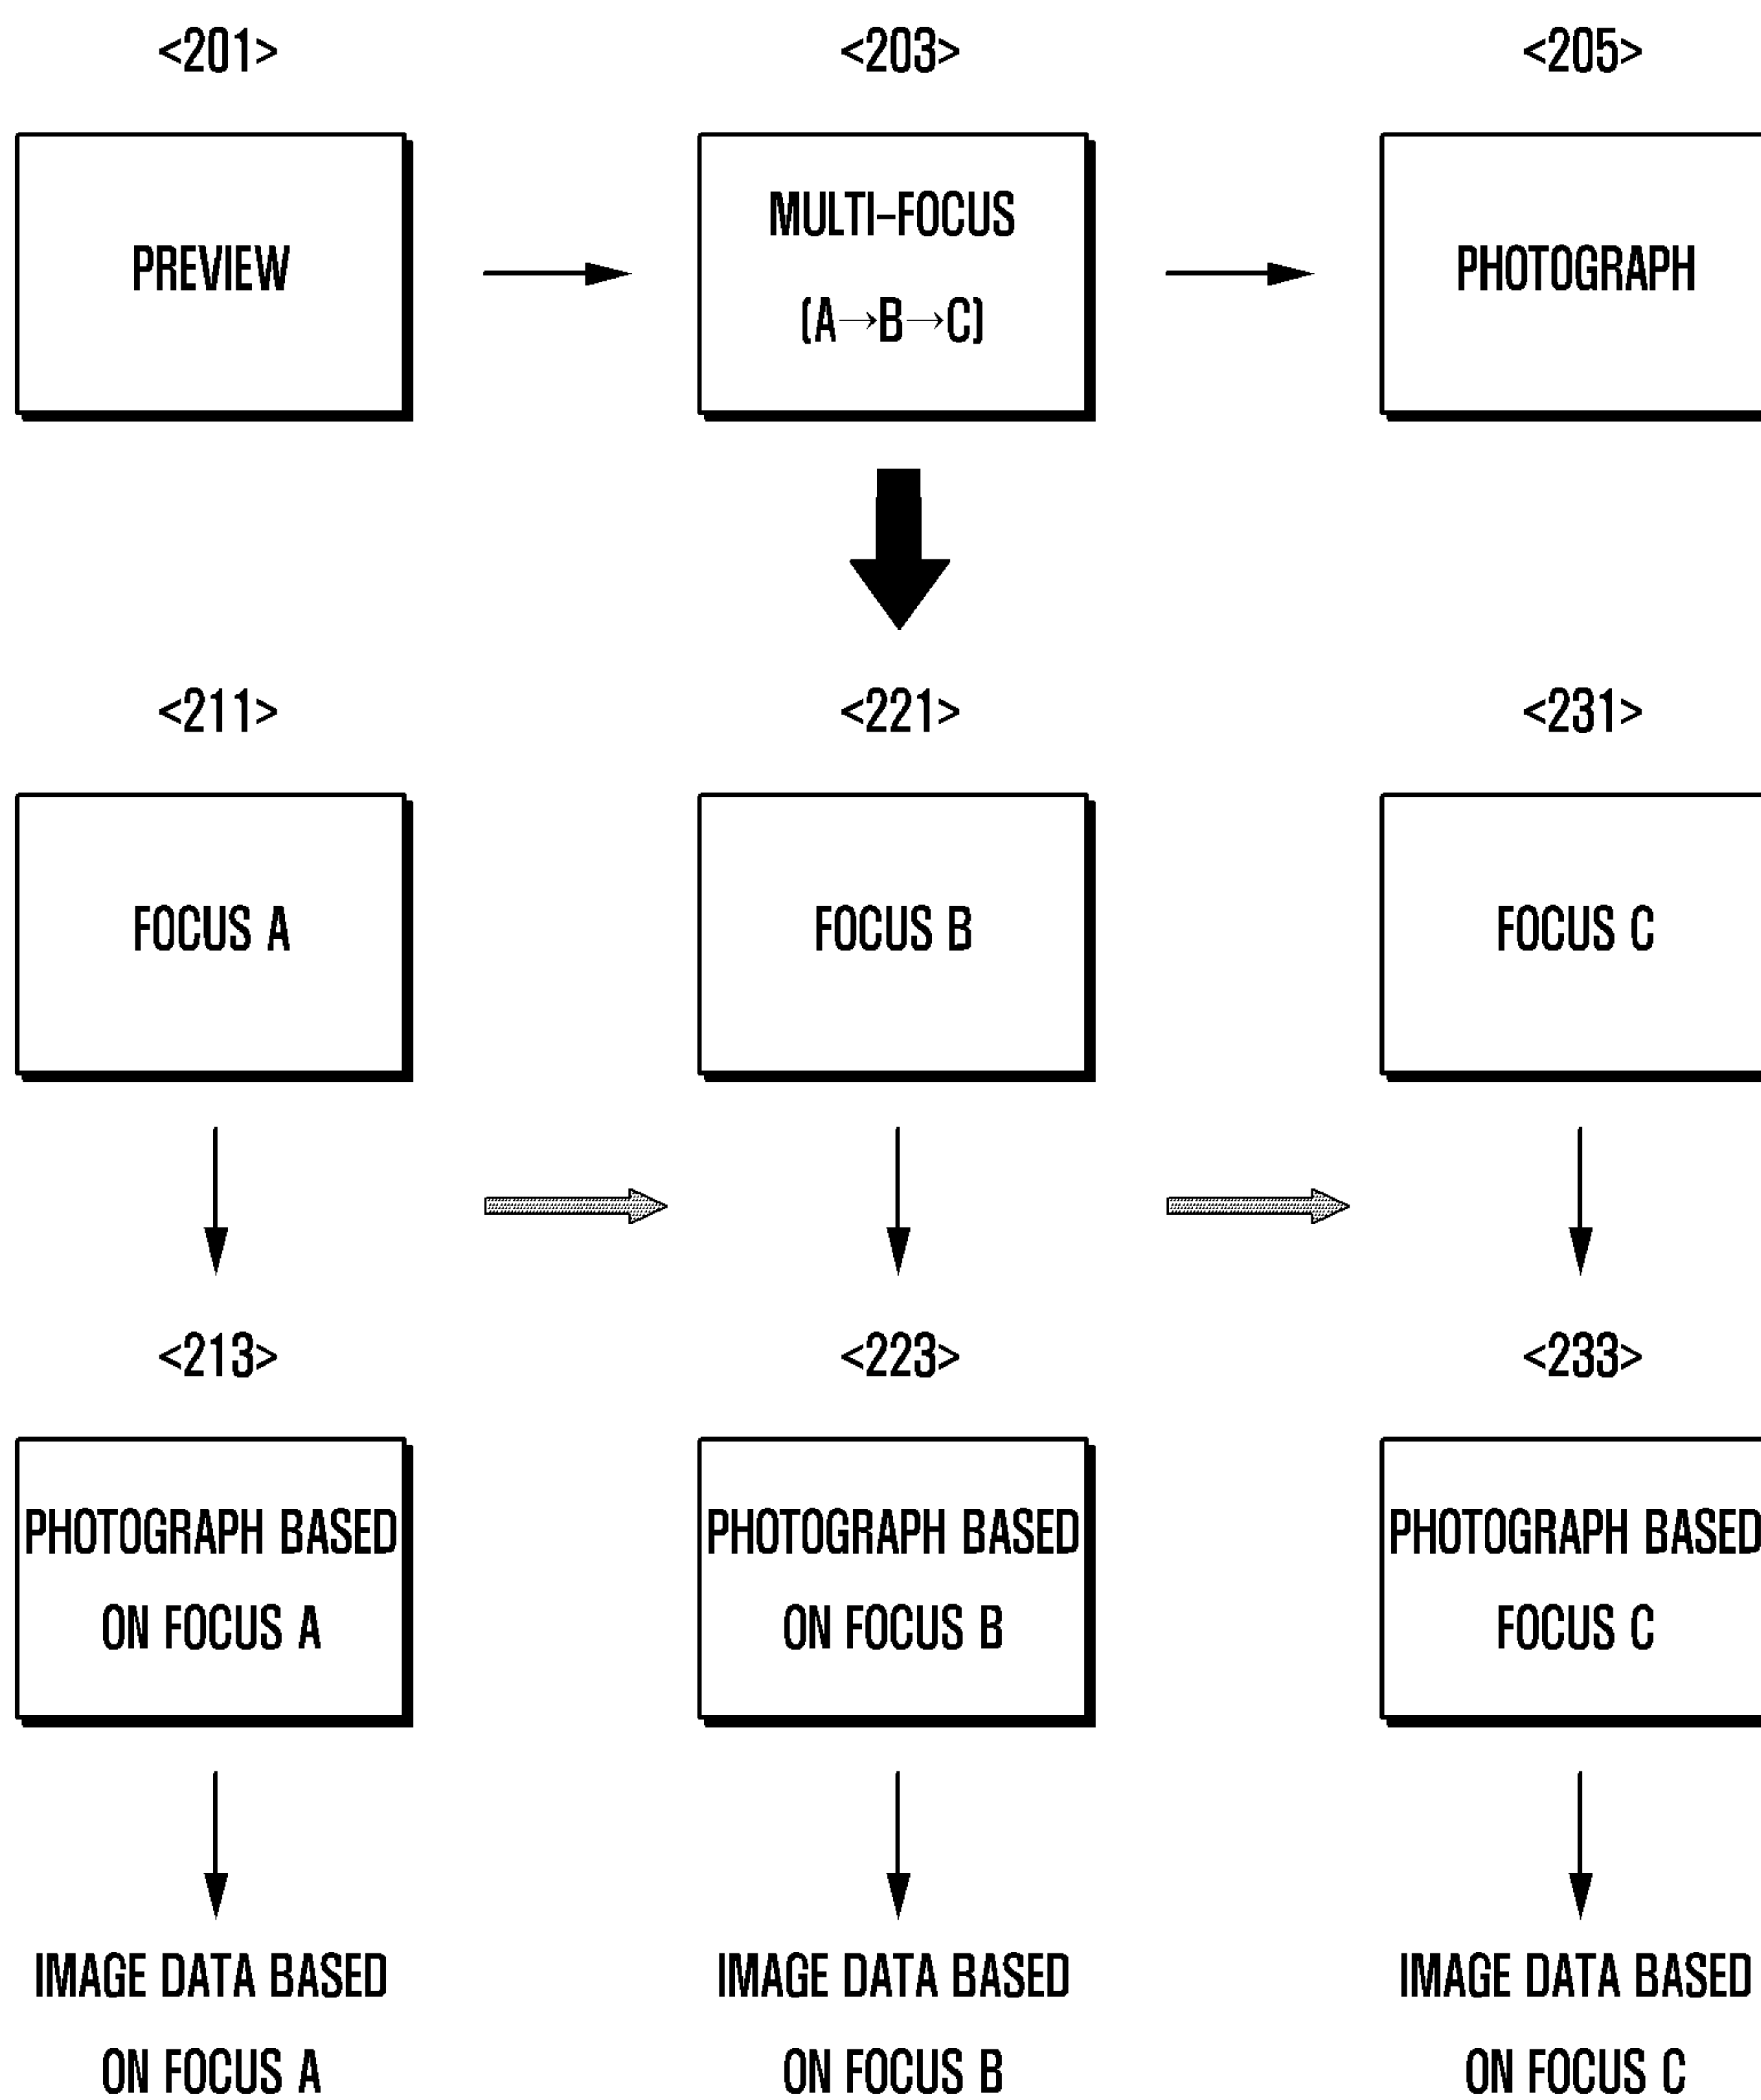 <201>
<203>
<205>
PREVIEW
MULTI-FOCUS
(A→B→C)
PHOTOGRAPH
<211>
<221>
<231>
FOCUS A
FOCUS B
FOCUS C
<213>
<223>
<233>
PHOTOGRAPH BASED
ON FOCUS A
PHOTOGRAPH BASED
ON FOCUS B
PHOTOGRAPH BASED
FOCUS C
IMAGE DATA BASED
ON FOCUS A
IMAGE DATA BASED
ON FOCUS B
IMAGE DATA BASED
ON FOCUS C